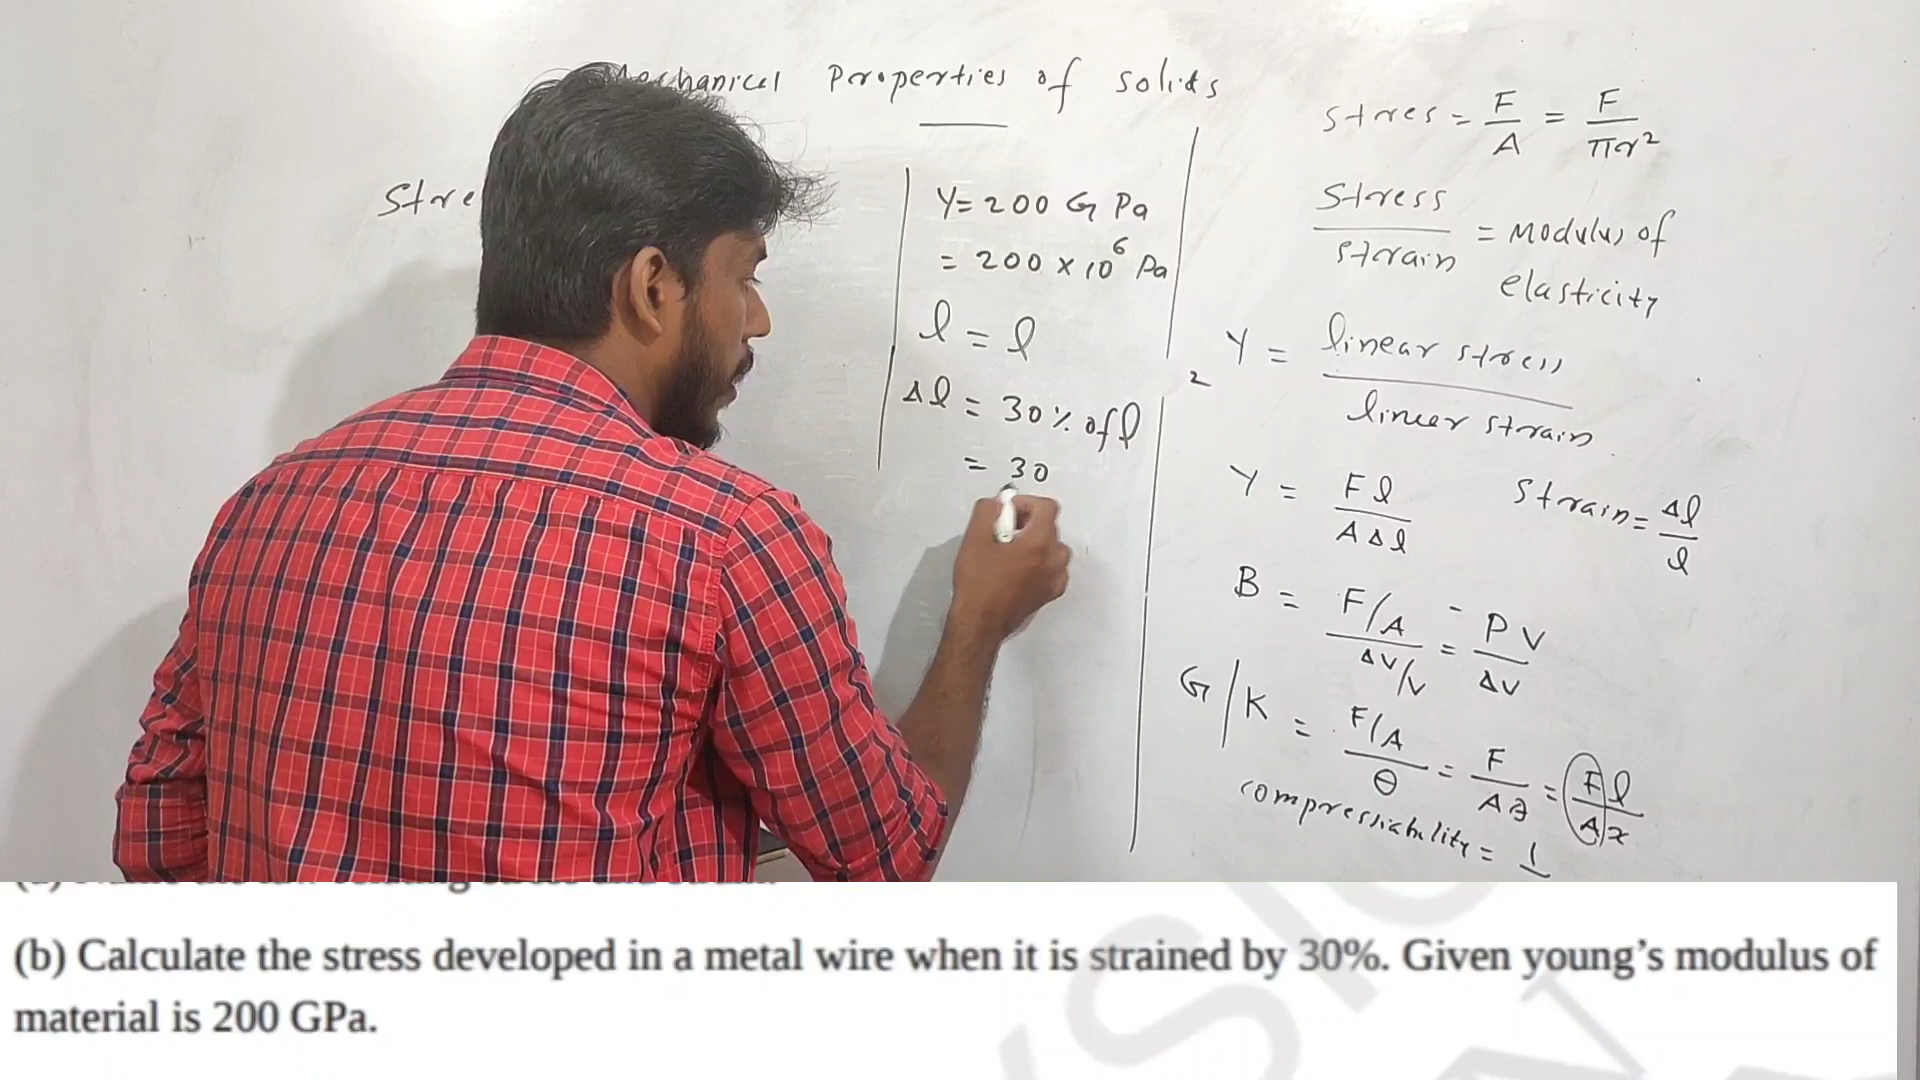 Mechanical Properties of solids
Stre
Y= 200 G Pa
= 200 × 10⁶ Pa
l = l
Δl = 30% of l
= 30
Stres = F/A = F/πr²
Stress/strain = Modulus of
elasticity
2
Y = linear stress/linear strain
Y = Fl/AΔl
Strain = Δl/l
B = F/A/ΔV/V = - PV/ΔV
G/K = F/A/θ = F/Aθ = Fl/Ax
= 1
(b) Calculate the stress developed in a metal wire when it is strained by 30%. Given young's modulus of
material is 200 GPa.